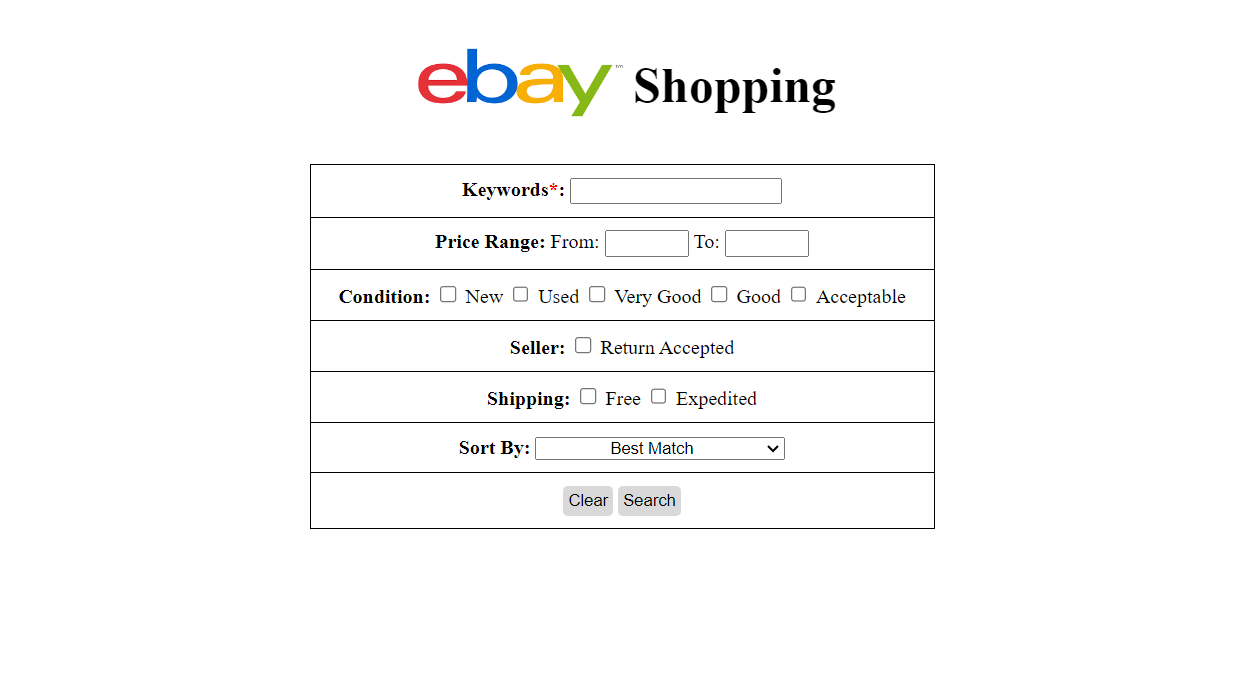 ebay™ Shopping
Keywords*:
Price Range: From: To:
Condition: New Used Very Good Good Acceptable
Seller: Return Accepted
Shipping: Free Expedited
Sort By: Best Match
Clear Search